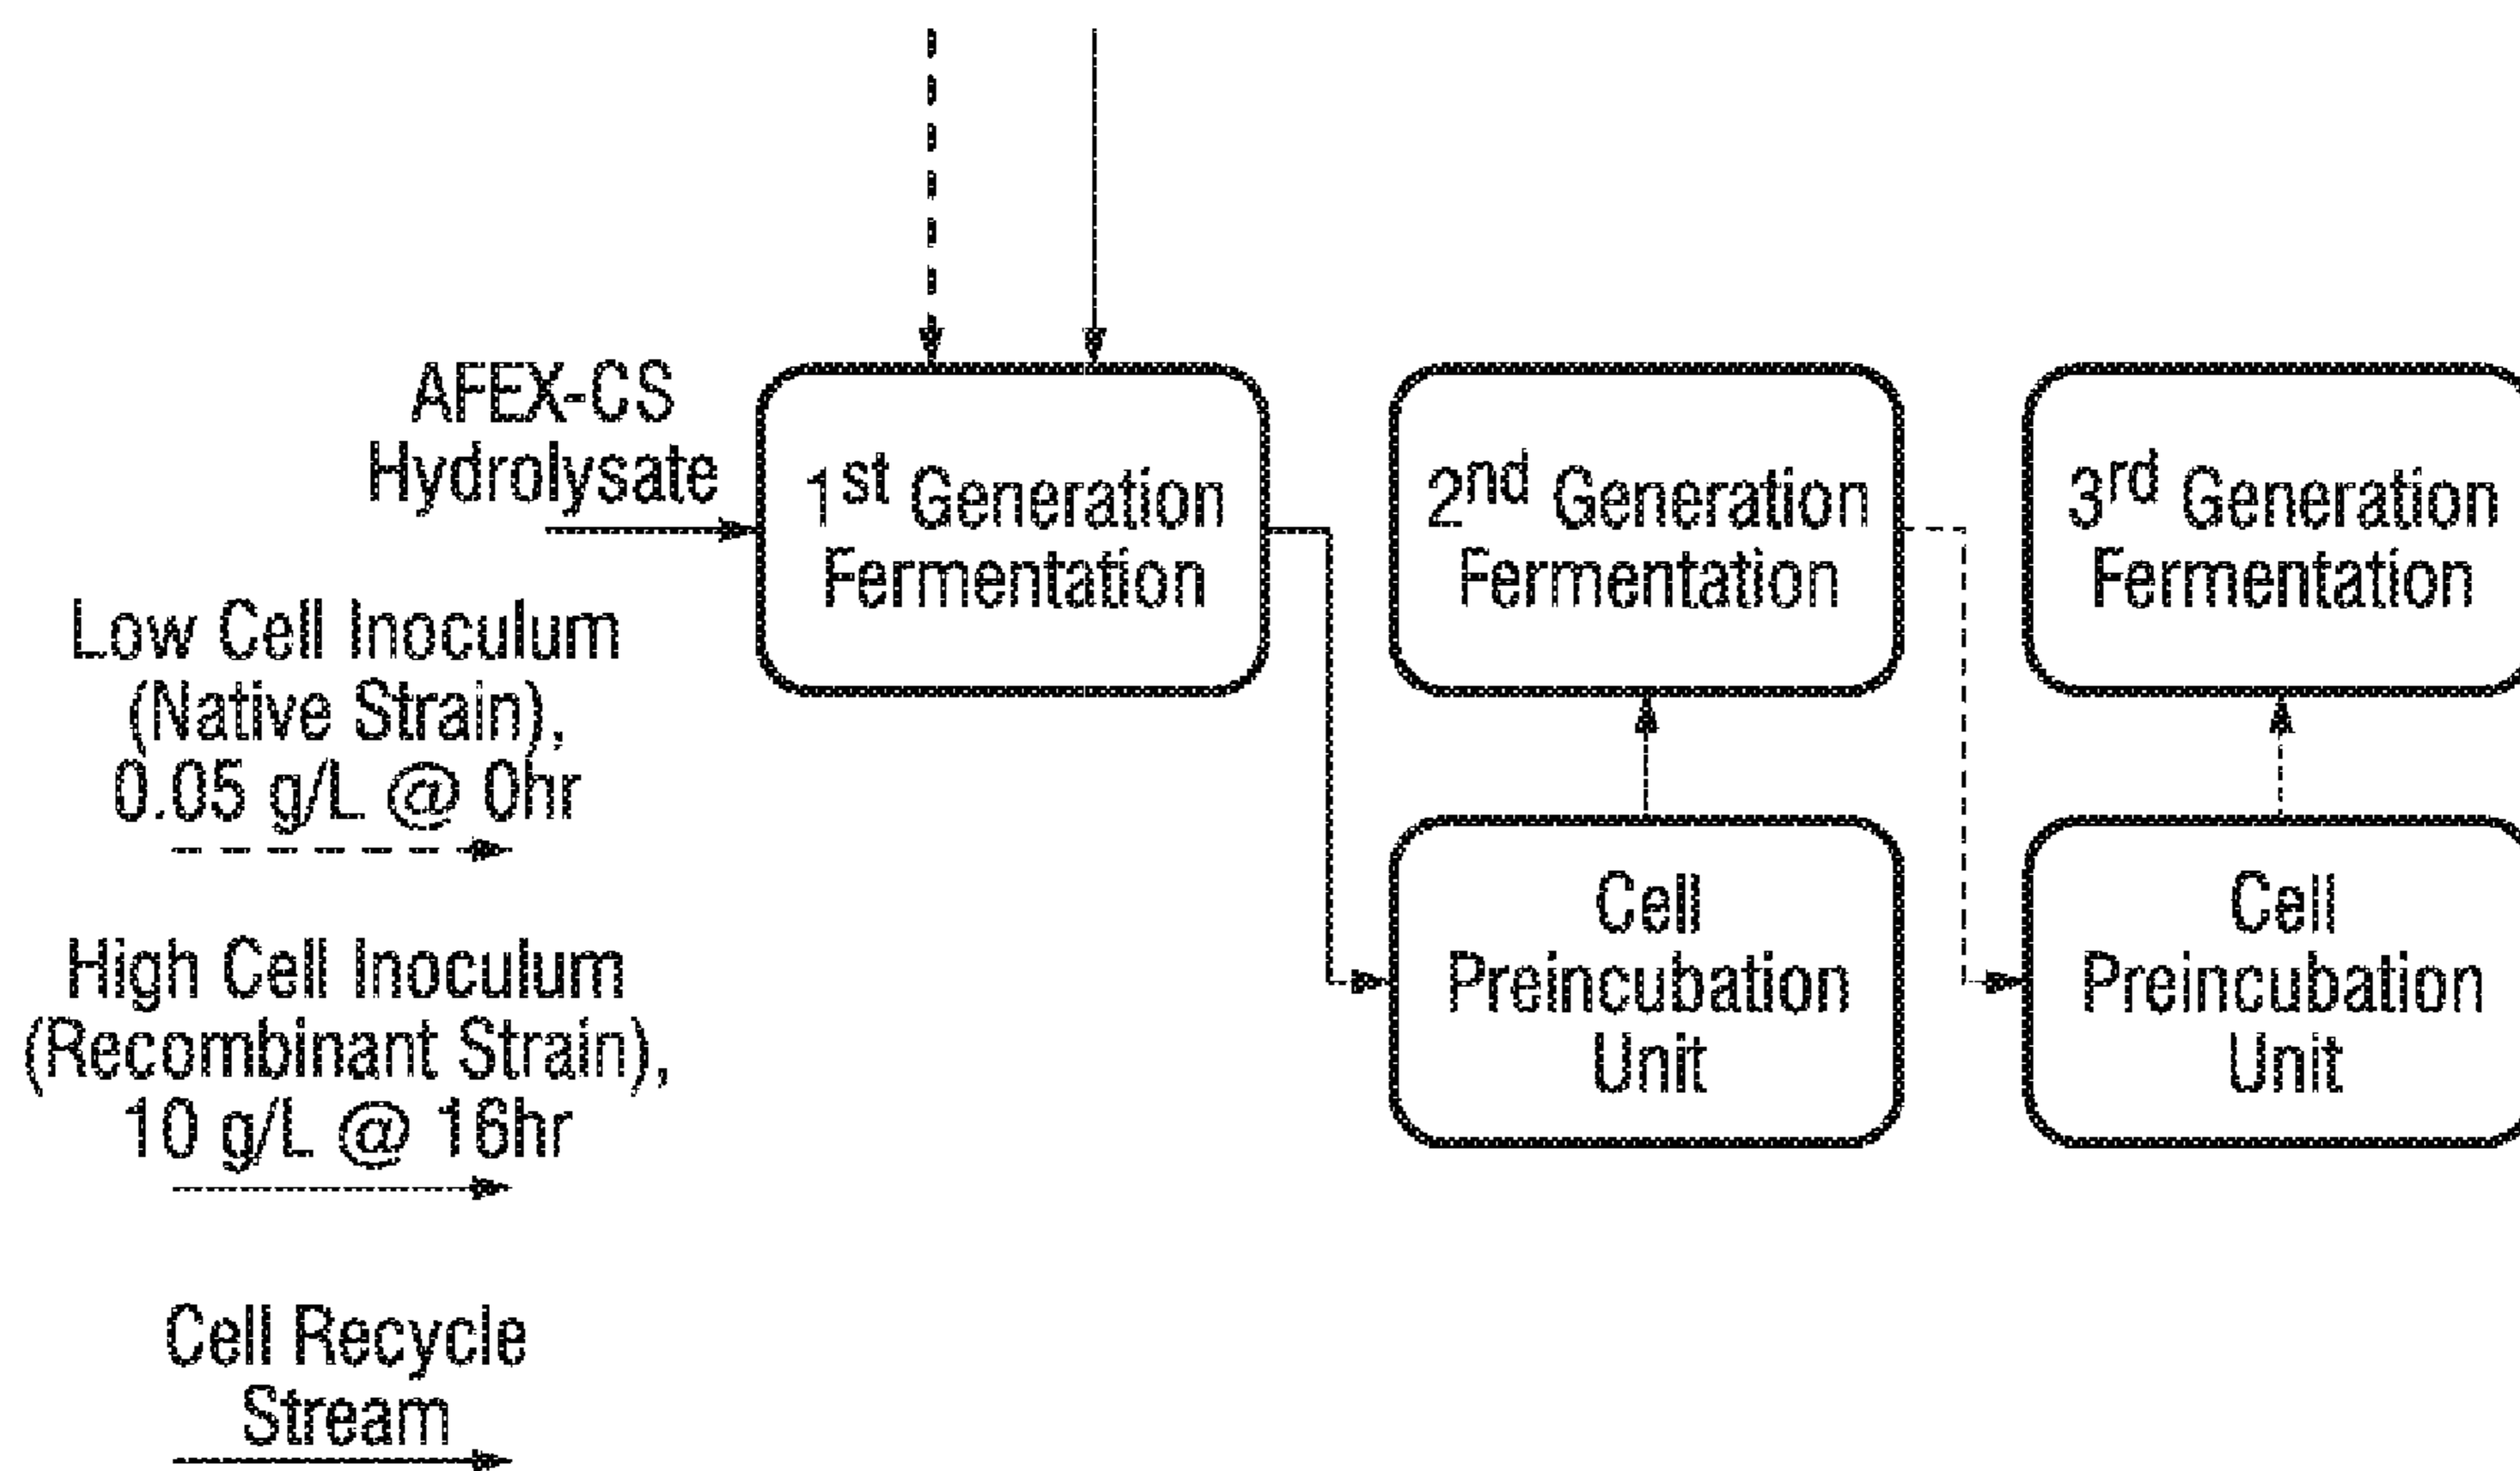 AFEX-CS
Hydrolysate
1st Generation
Fermentation
2nd Generation
Fermentation
3rd Generation
Fermentation
Low Cell Inoculum
(Native Strain),
0.05 g/L @ 0hr
High Cell Inoculum
(Recombinant Strain),
10 g/L @ 16hr
Cell
Preincubation
Unit
Cell
Preincubation
Unit
Cell Recycle
Stream